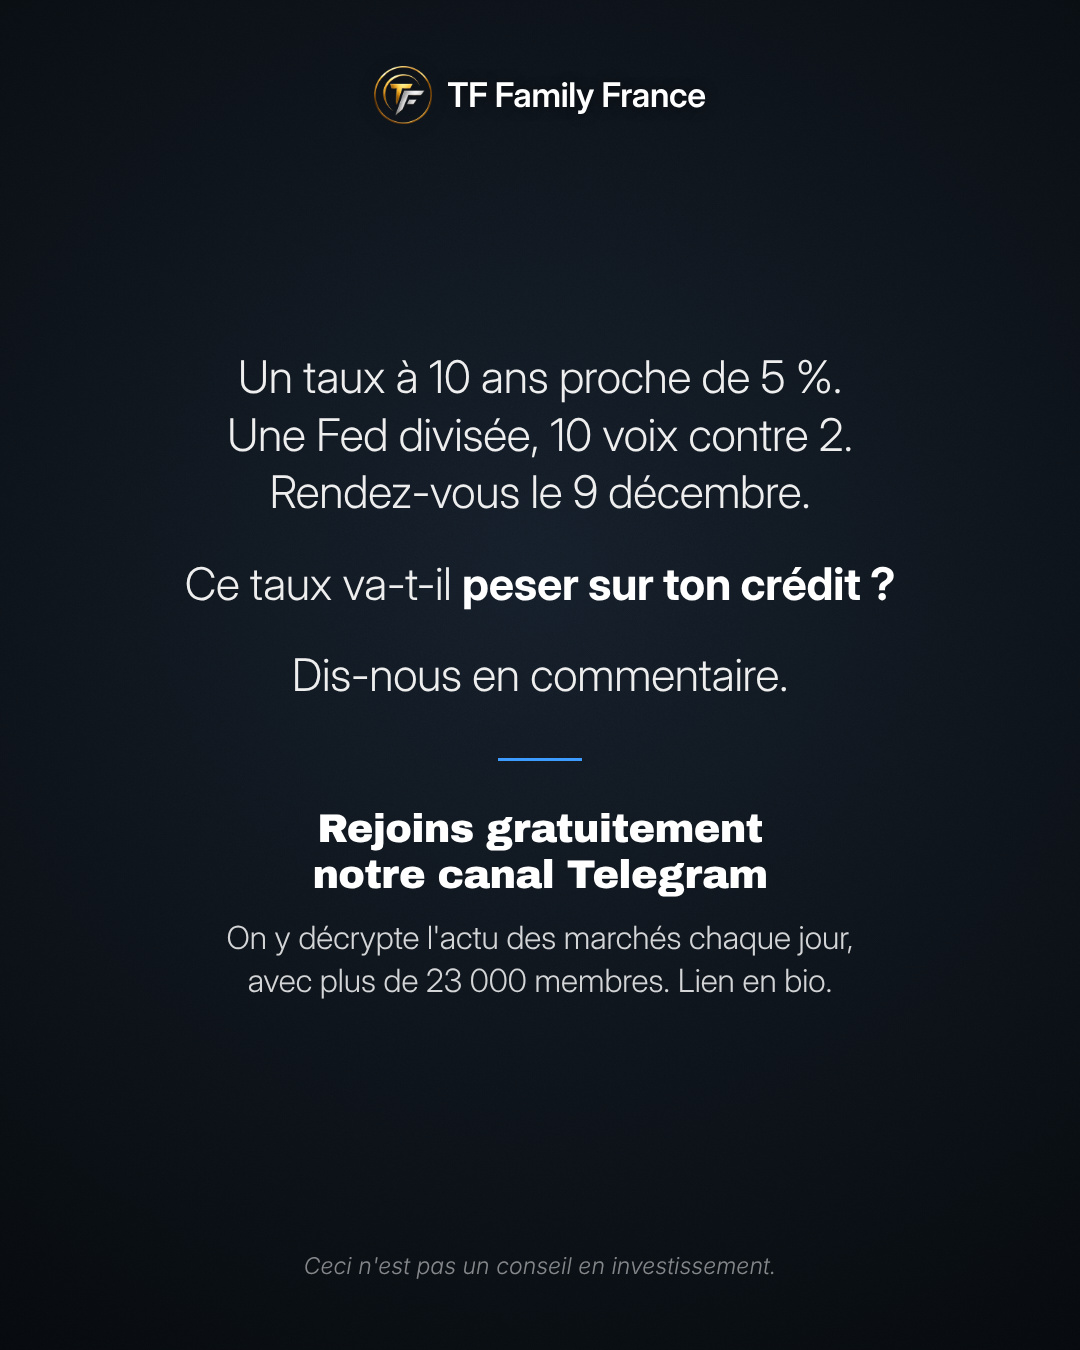 TF TF Family France
Un taux à 10 ans proche de 5 %.
Une Fed divisée, 10 voix contre 2.
Rendez-vous le 9 décembre.
Ce taux va-t-il peser sur ton crédit ?
Dis-nous en commentaire.
Rejoins gratuitement
notre canal Telegram
On y décrypte l'actu des marchés chaque jour,
avec plus de 23 000 membres. Lien en bio.
Ceci n'est pas un conseil en investissement.